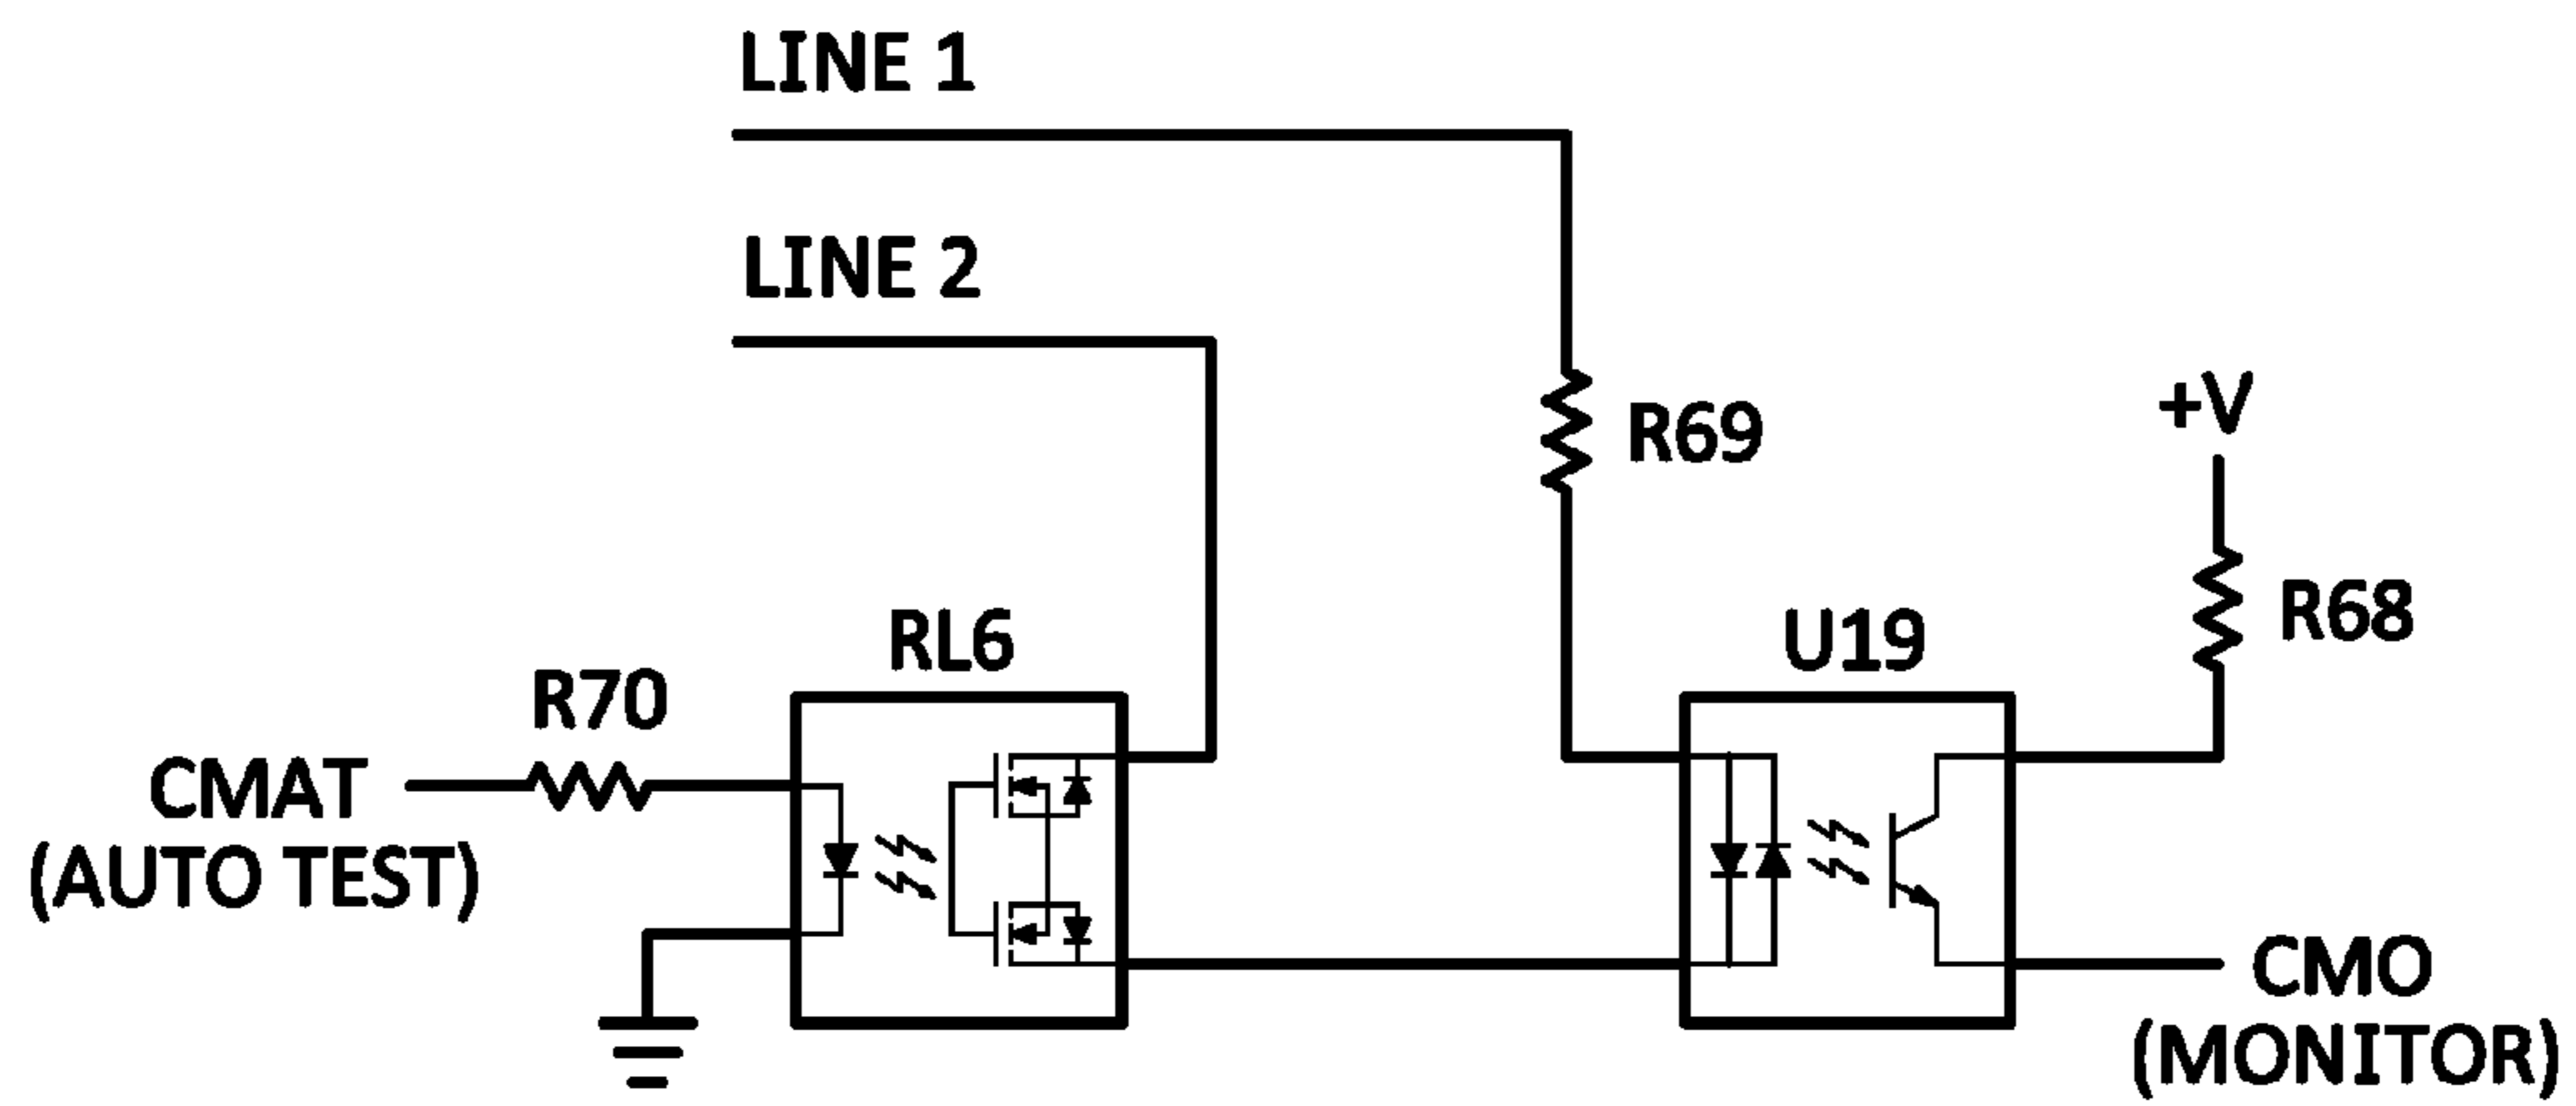 LINE 1
LINE 2
R69
+V
R68
RL6
U19
R70
CMAT
(AUTO TEST)
CMO
(MONITOR)